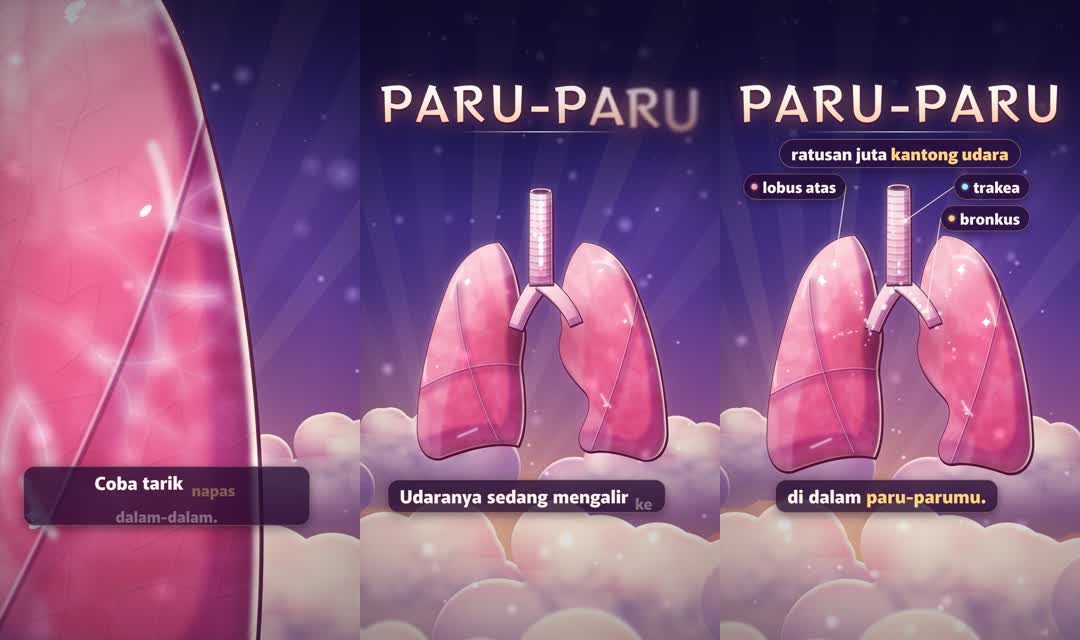 Coba tarik napas
dalam-dalam.
PARU-PARU
Udaranya sedang mengalir ke
PARU-PARU
ratusan juta kantong udara
lobus atas
trakea
bronkus
di dalam paru-parumu.